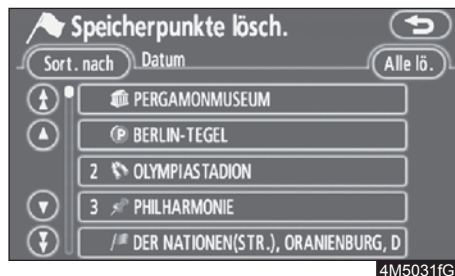 Speicherpunkte lösch.
Sort. nach Datum Alle lö.
PERGAMONMUSEUM
P BERLIN-TEGEL
2 OLYMPIASTADION
3 PHILHARMONIE
DER NATIONEN(STR.), ORANIENBURG, D
4M5031fG